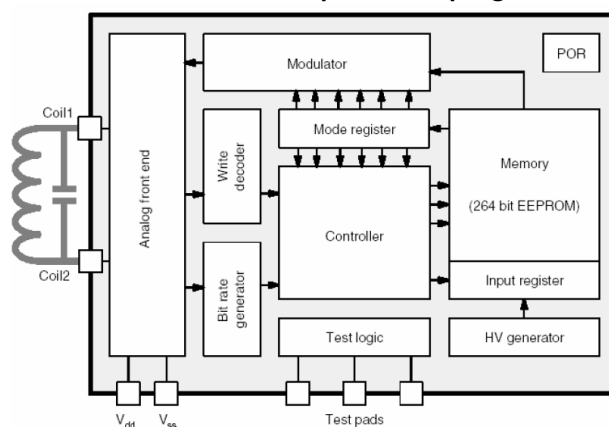 POR
Modulator
Coil1
Mode register
Analog front end
Write
decoder
Memory
(264 bit EEPROM)
Controller
Coil2
Bit rate
generator
Input register
Test logic
HV generator
Vdd
Vss
Test pads